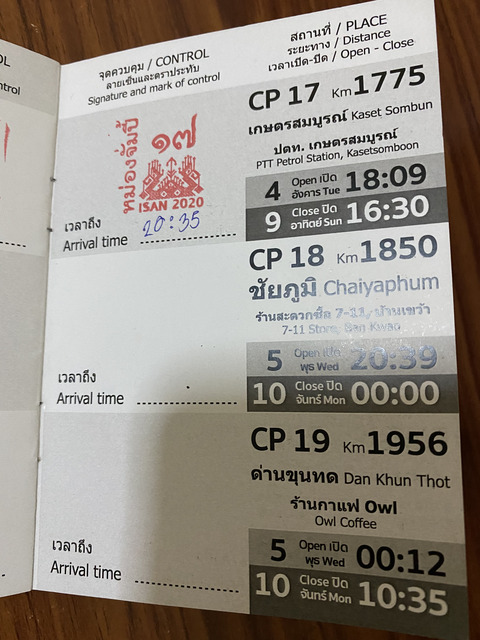 OL
ntrol
จุดควบคุม / CONTROL
ลายเซ็นและตราประทับ
Signature and mark of control
สถานที่ / PLACE
ระยะทาง / Distance
เวลาเปิด-ปิด / Open - Close
หม่องจั้มปี้
๑๗
ISAN 2020
เวลาถึง
Arrival time 20:35
CP 17 Km 1775
เกษตรสมบูรณ์ Kaset Sombun
ปตท. เกษตรสมบูรณ์
PTT Petrol Station, Kasetsomboon
4 Open เปิด อังคาร Tue 18:09
9 Close ปิด อาทิตย์ Sun 16:30
เวลาถึง
Arrival time
CP 18 Km 1850
ชัยภูมิ Chaiyaphum
ร้านสะดวกซื้อ 7-11, บ้านเขว้า
7-11 Store, Ban Kwao
5 Open เปิด พุธ Wed 20:39
10 Close ปิด จันทร์ Mon 00:00
เวลาถึง
Arrival time
CP 19 Km 1956
ด่านขุนทด Dan Khun Thot
ร้านกาแฟ Owl
Owl Coffee
5 Open เปิด พุธ Wed 00:12
10 Close ปิด จันทร์ Mon 10:35